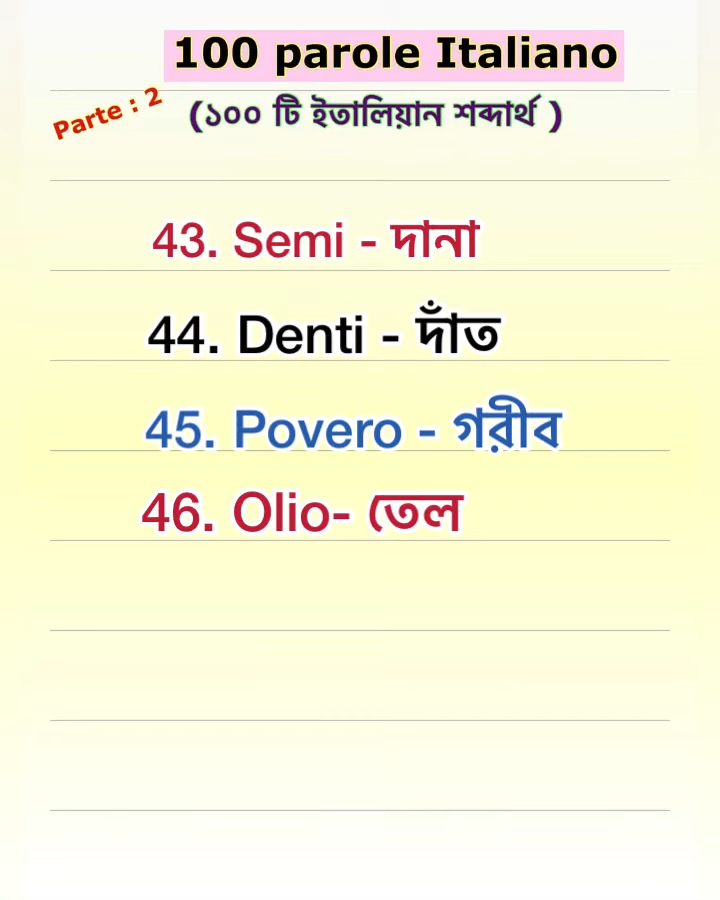 100 parole Italiano
Parte : 2
(১০০ টি ইতালিয়ান শব্দার্থ )
43. Semi - দানা
44. Denti - দাঁত
45. Povero - গরীব
46. Olio- তেল